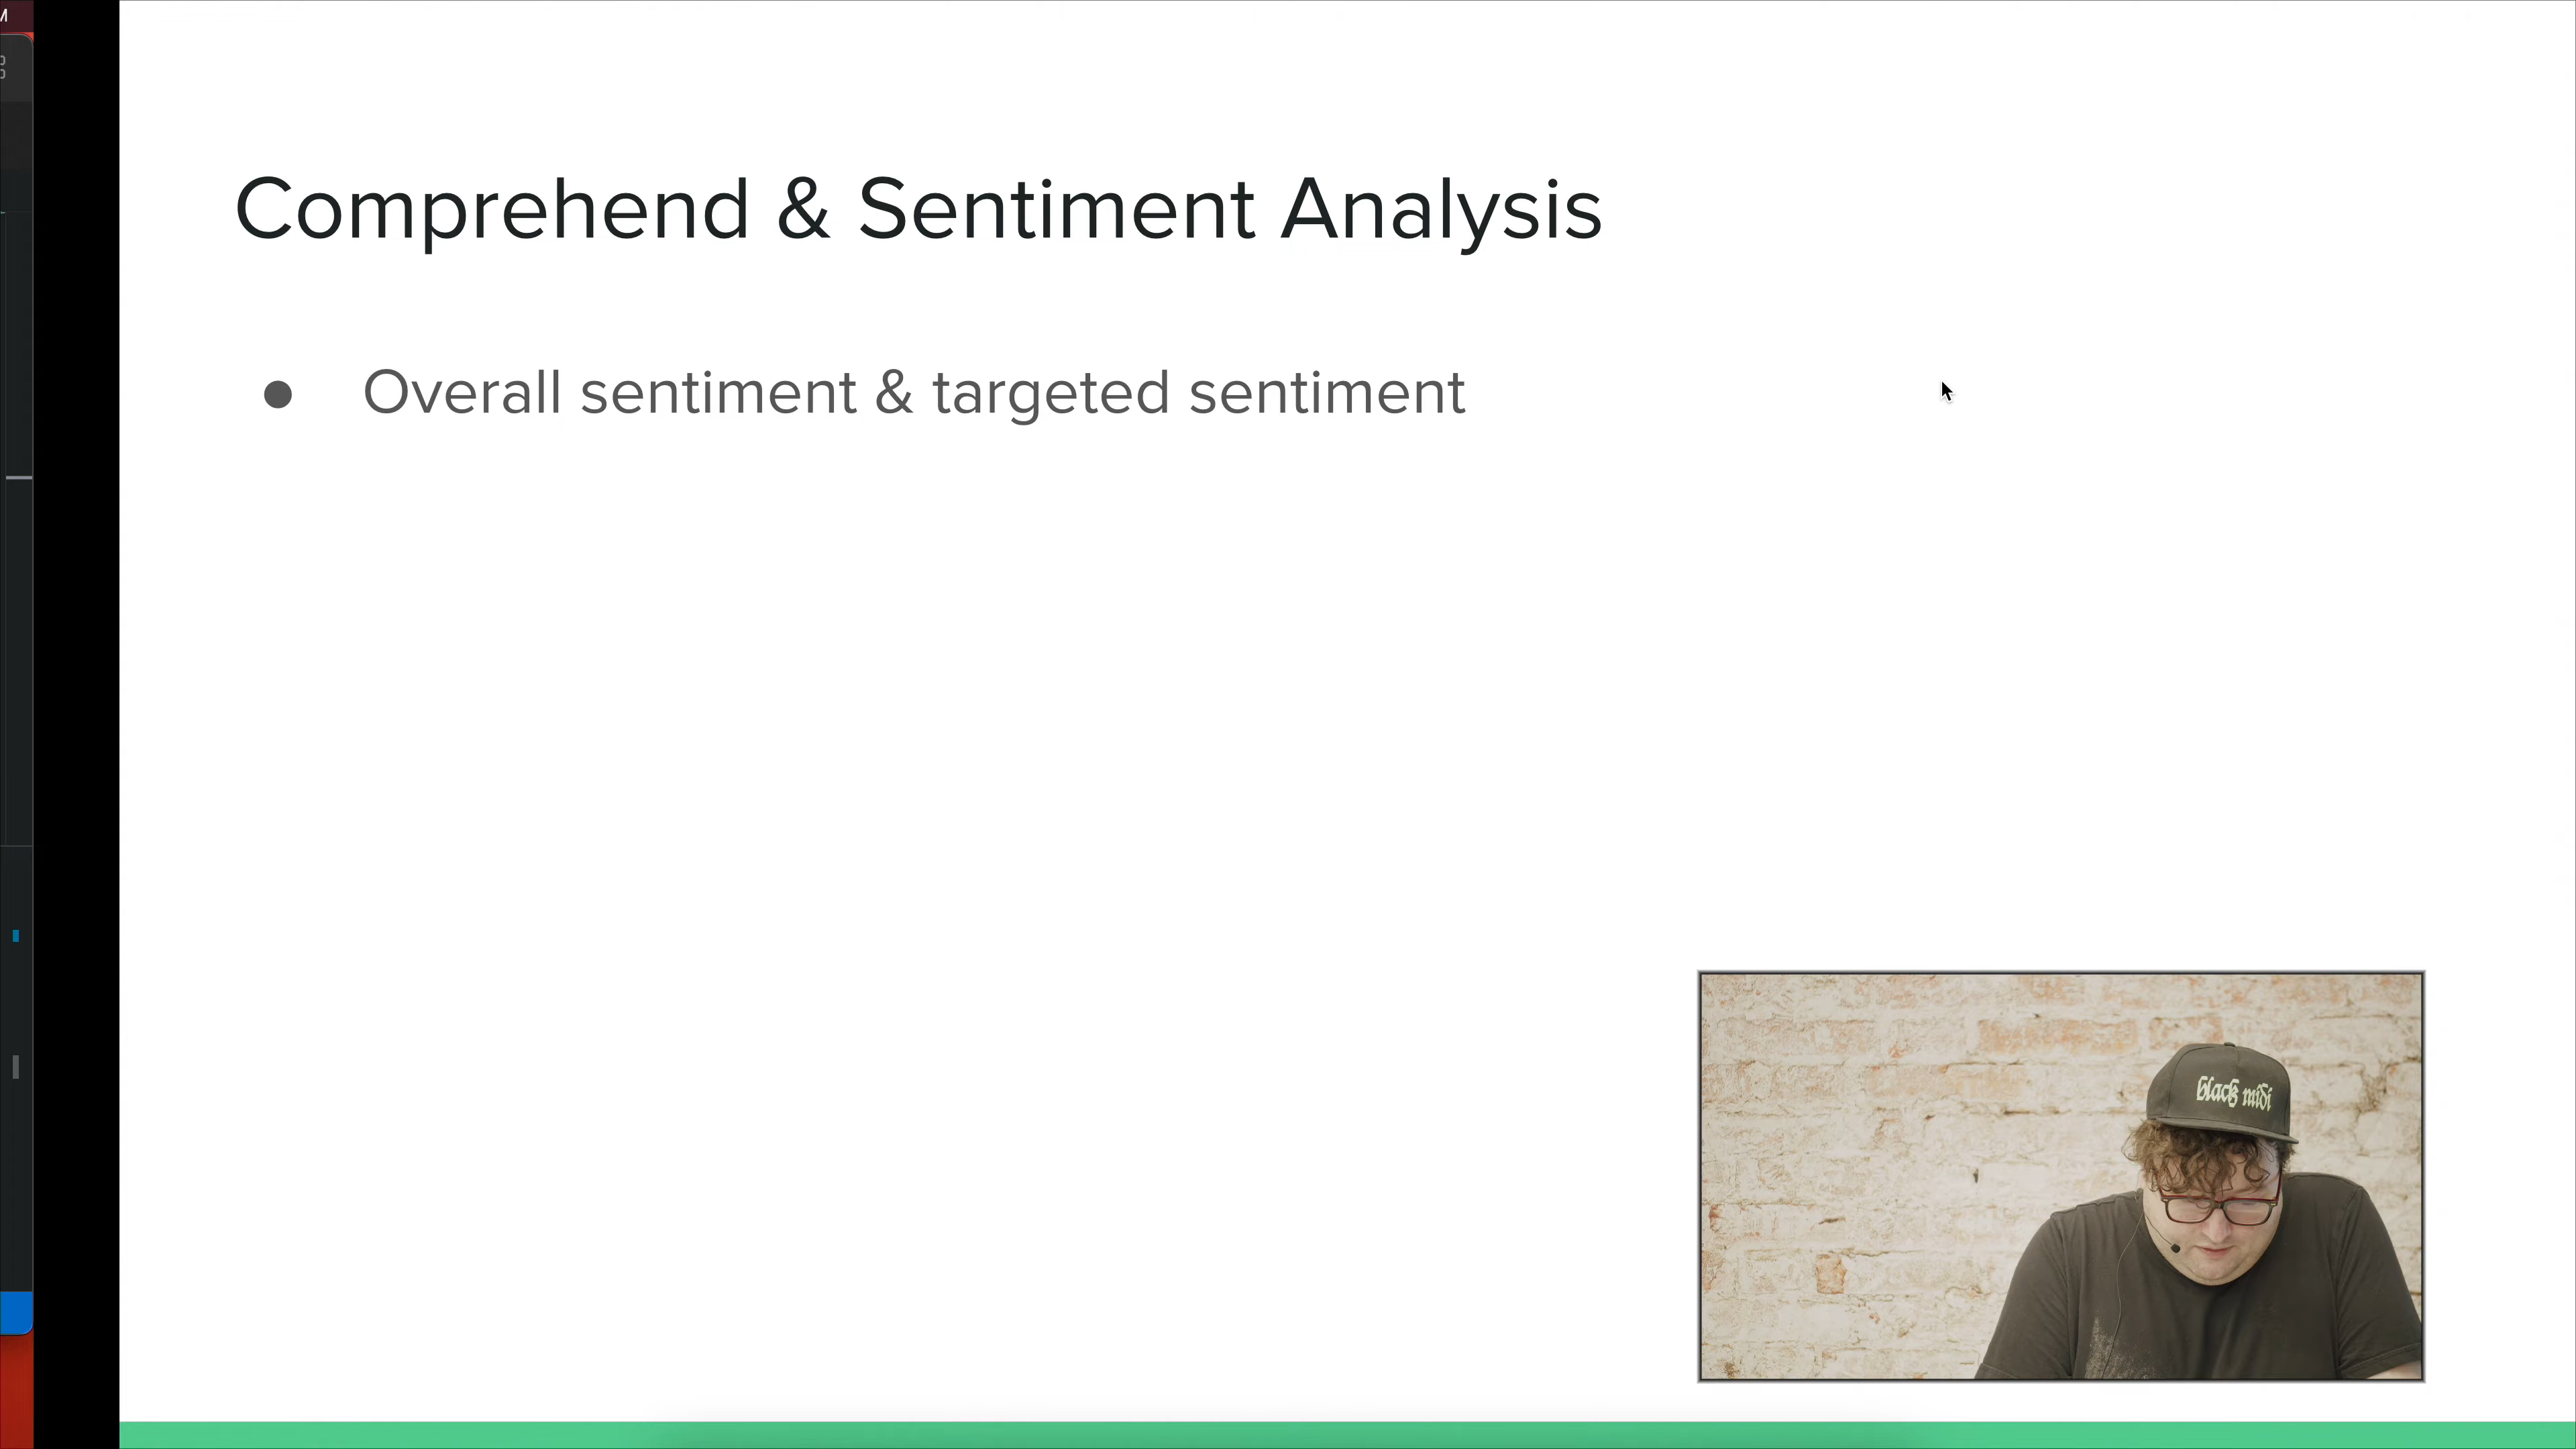 Comprehend & Sentiment Analysis
● Overall sentiment & targeted sentiment
black midi